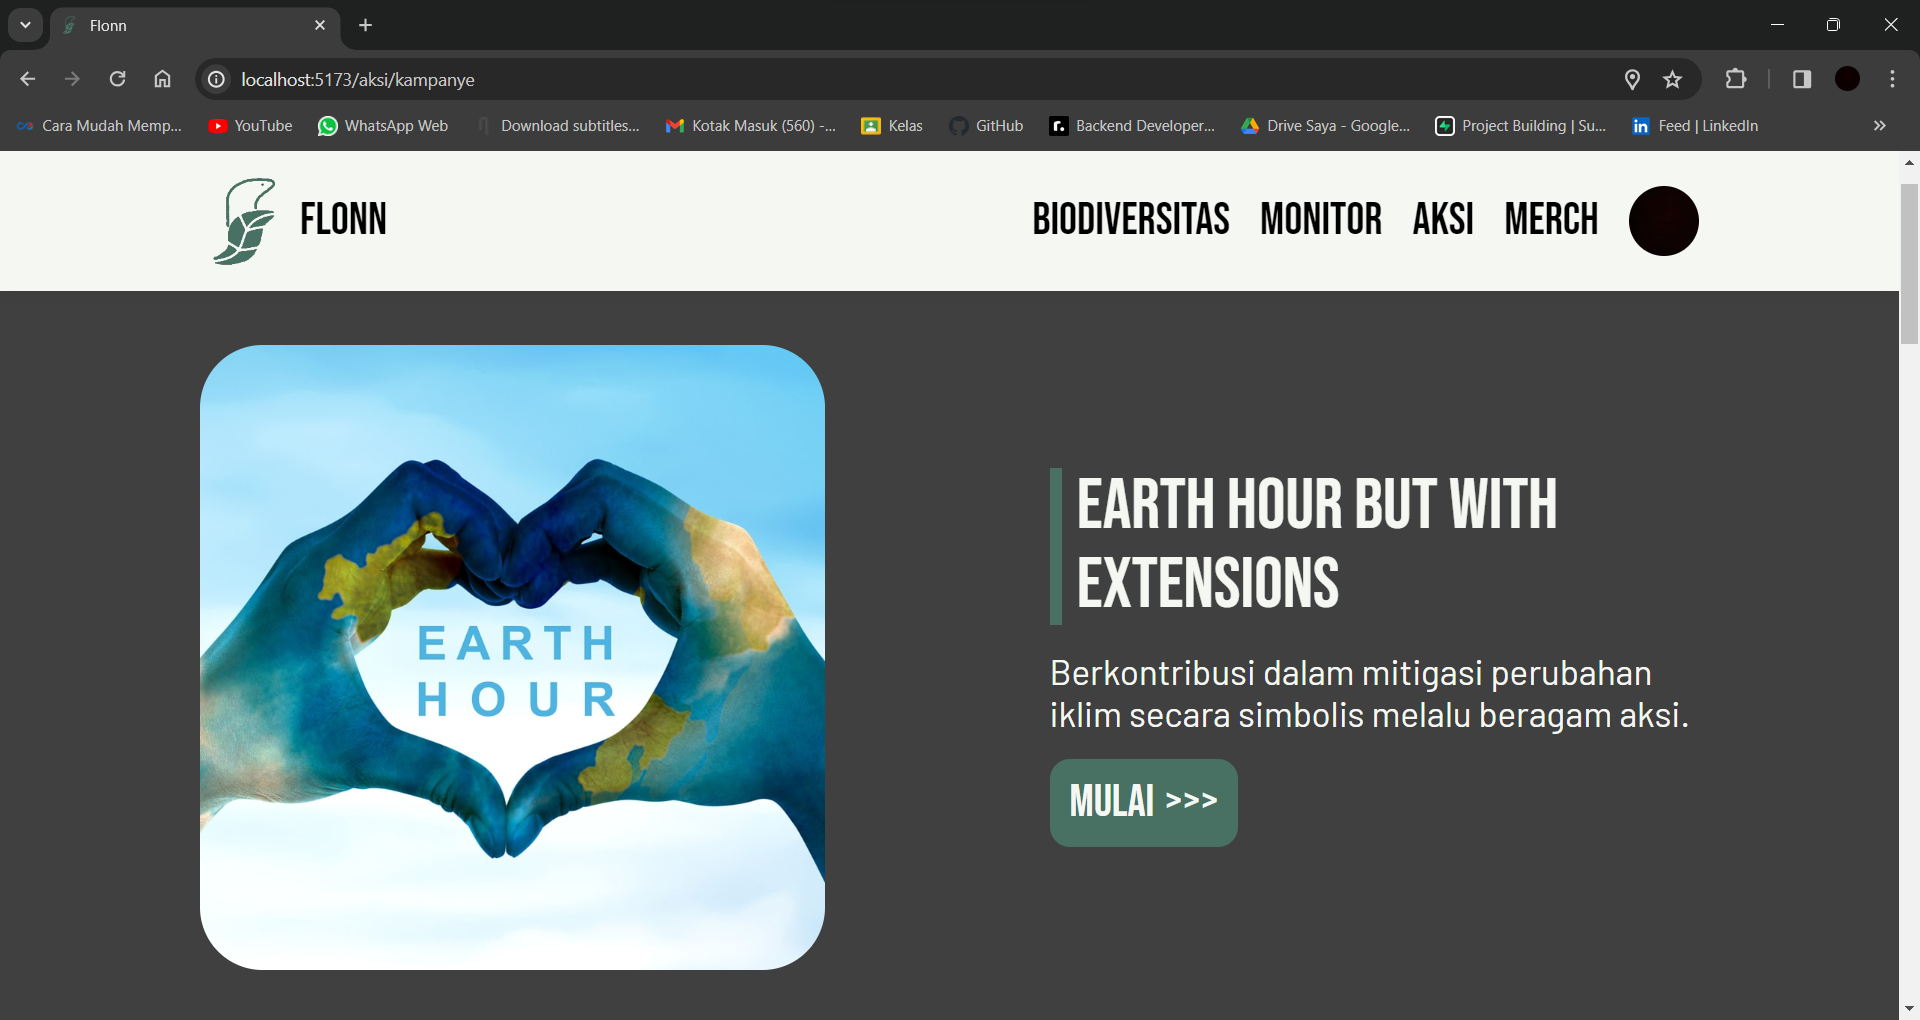 Flonn
localhost:5173/aksi/kampanye
Cara Mudah Memp...
YouTube
WhatsApp Web
Download subtitles...
Kotak Masuk (560) -...
Kelas
GitHub
Backend Developer...
Drive Saya - Google...
Project Building | Su...
Feed | LinkedIn
FLONN
BIODIVERSITAS
MONITOR
AKSI
MERCH
EARTH
HOUR
EARTH HOUR BUT WITH
EXTENSIONS
Berkontribusi dalam mitigasi perubahan
iklim secara simbolis melalu beragam aksi.
MULAI >>>